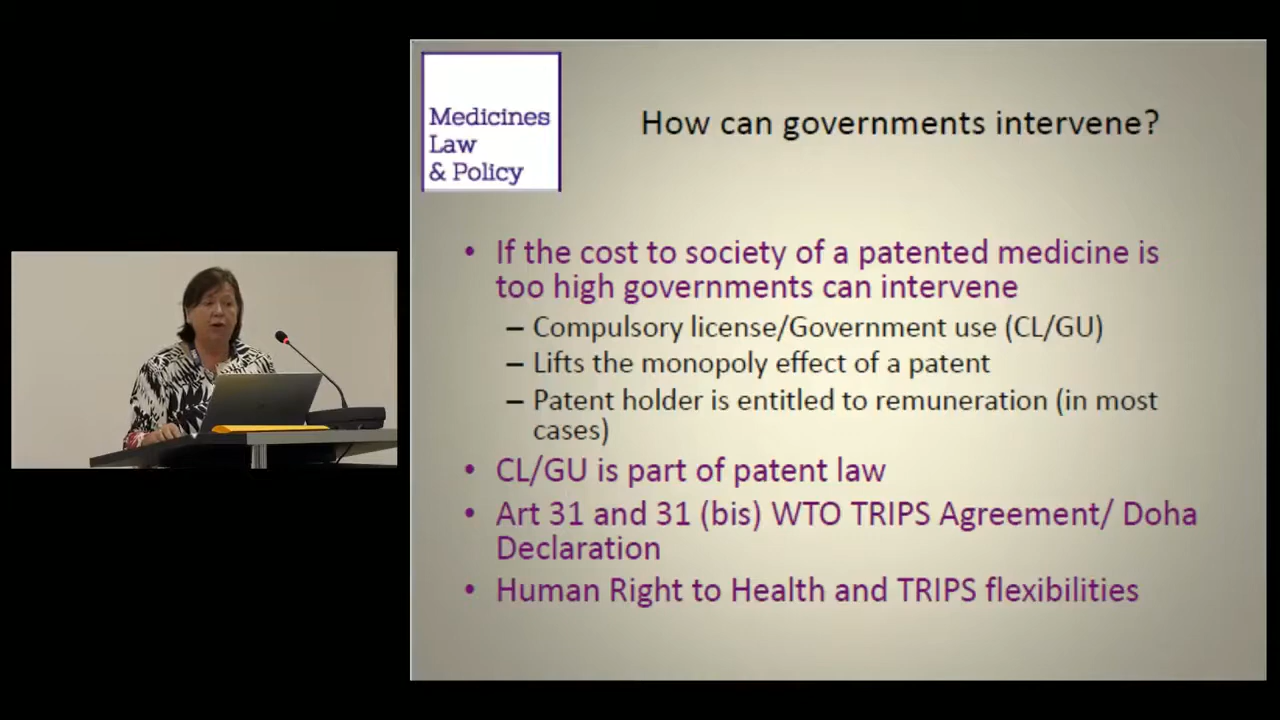 Medicines
Law
& Policy
How can governments intervene?
• If the cost to society of a patented medicine is
too high governments can intervene
– Compulsory license/Government use (CL/GU)
– Lifts the monopoly effect of a patent
– Patent holder is entitled to remuneration (in most
cases)
• CL/GU is part of patent law
• Art 31 and 31 (bis) WTO TRIPS Agreement/ Doha
Declaration
• Human Right to Health and TRIPS flexibilities